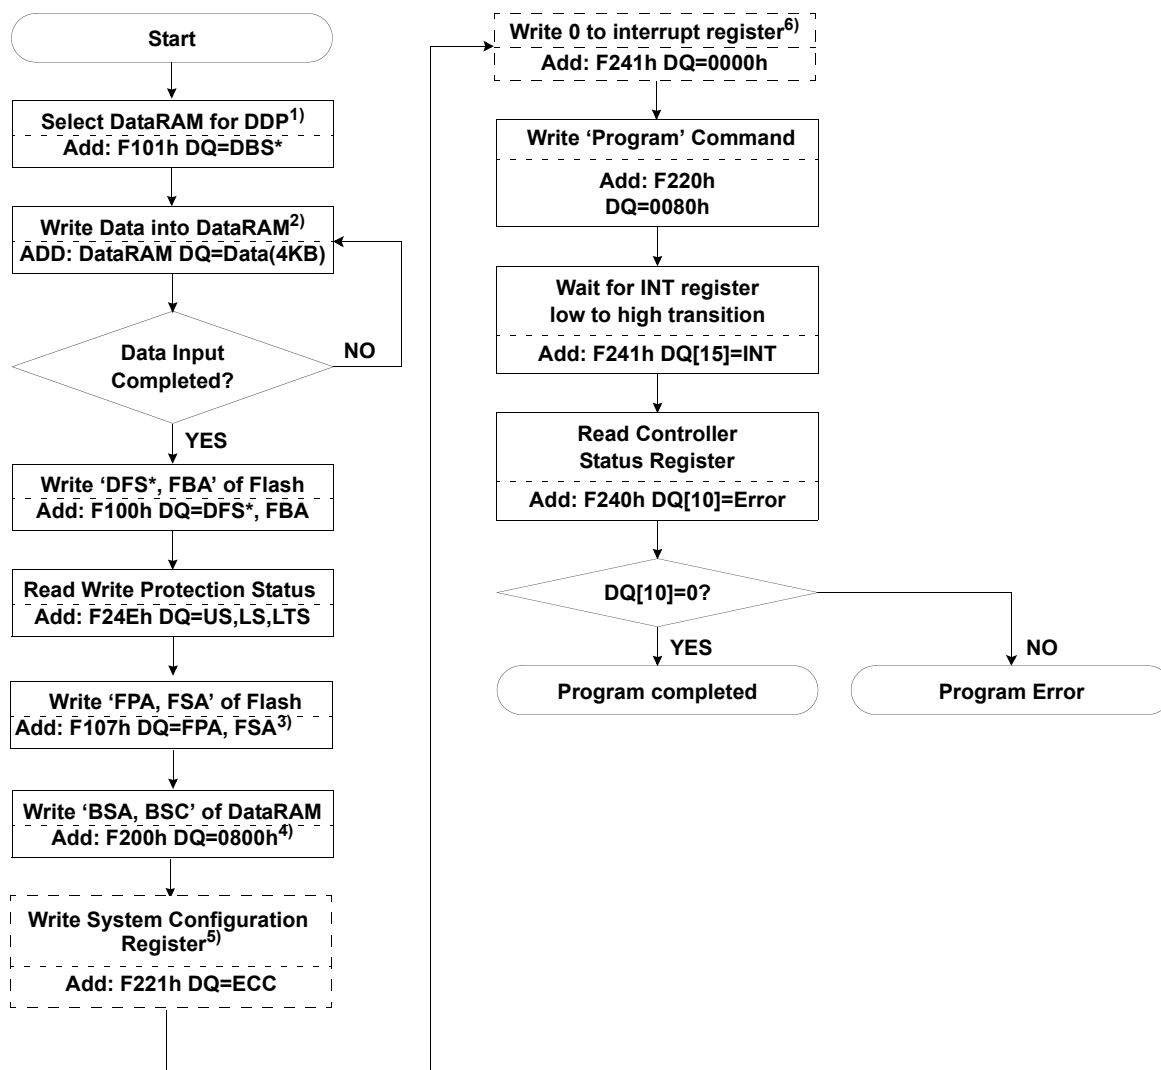 Start
Select DataRAM for DDP1)
Add: F101h DQ=DBS*
Write Data into DataRAM2)
ADD: DataRAM DQ=Data(4KB)
Data Input
Completed?
NO
YES
Write ‘DFS*, FBA’ of Flash
Add: F100h DQ=DFS*, FBA
Read Write Protection Status
Add: F24Eh DQ=US,LS,LTS
Write ‘FPA, FSA’ of Flash
Add: F107h DQ=FPA, FSA3)
Write ‘BSA, BSC’ of DataRAM
Add: F200h DQ=0800h4)
Write System Configuration
Register5)
Add: F221h DQ=ECC
Write 0 to interrupt register6)
Add: F241h DQ=0000h
Write ‘Program’ Command
Add: F220h
DQ=0080h
Wait for INT register
low to high transition
Add: F241h DQ[15]=INT
Read Controller
Status Register
Add: F240h DQ[10]=Error
DQ[10]=0?
YES
NO
Program completed
Program Error